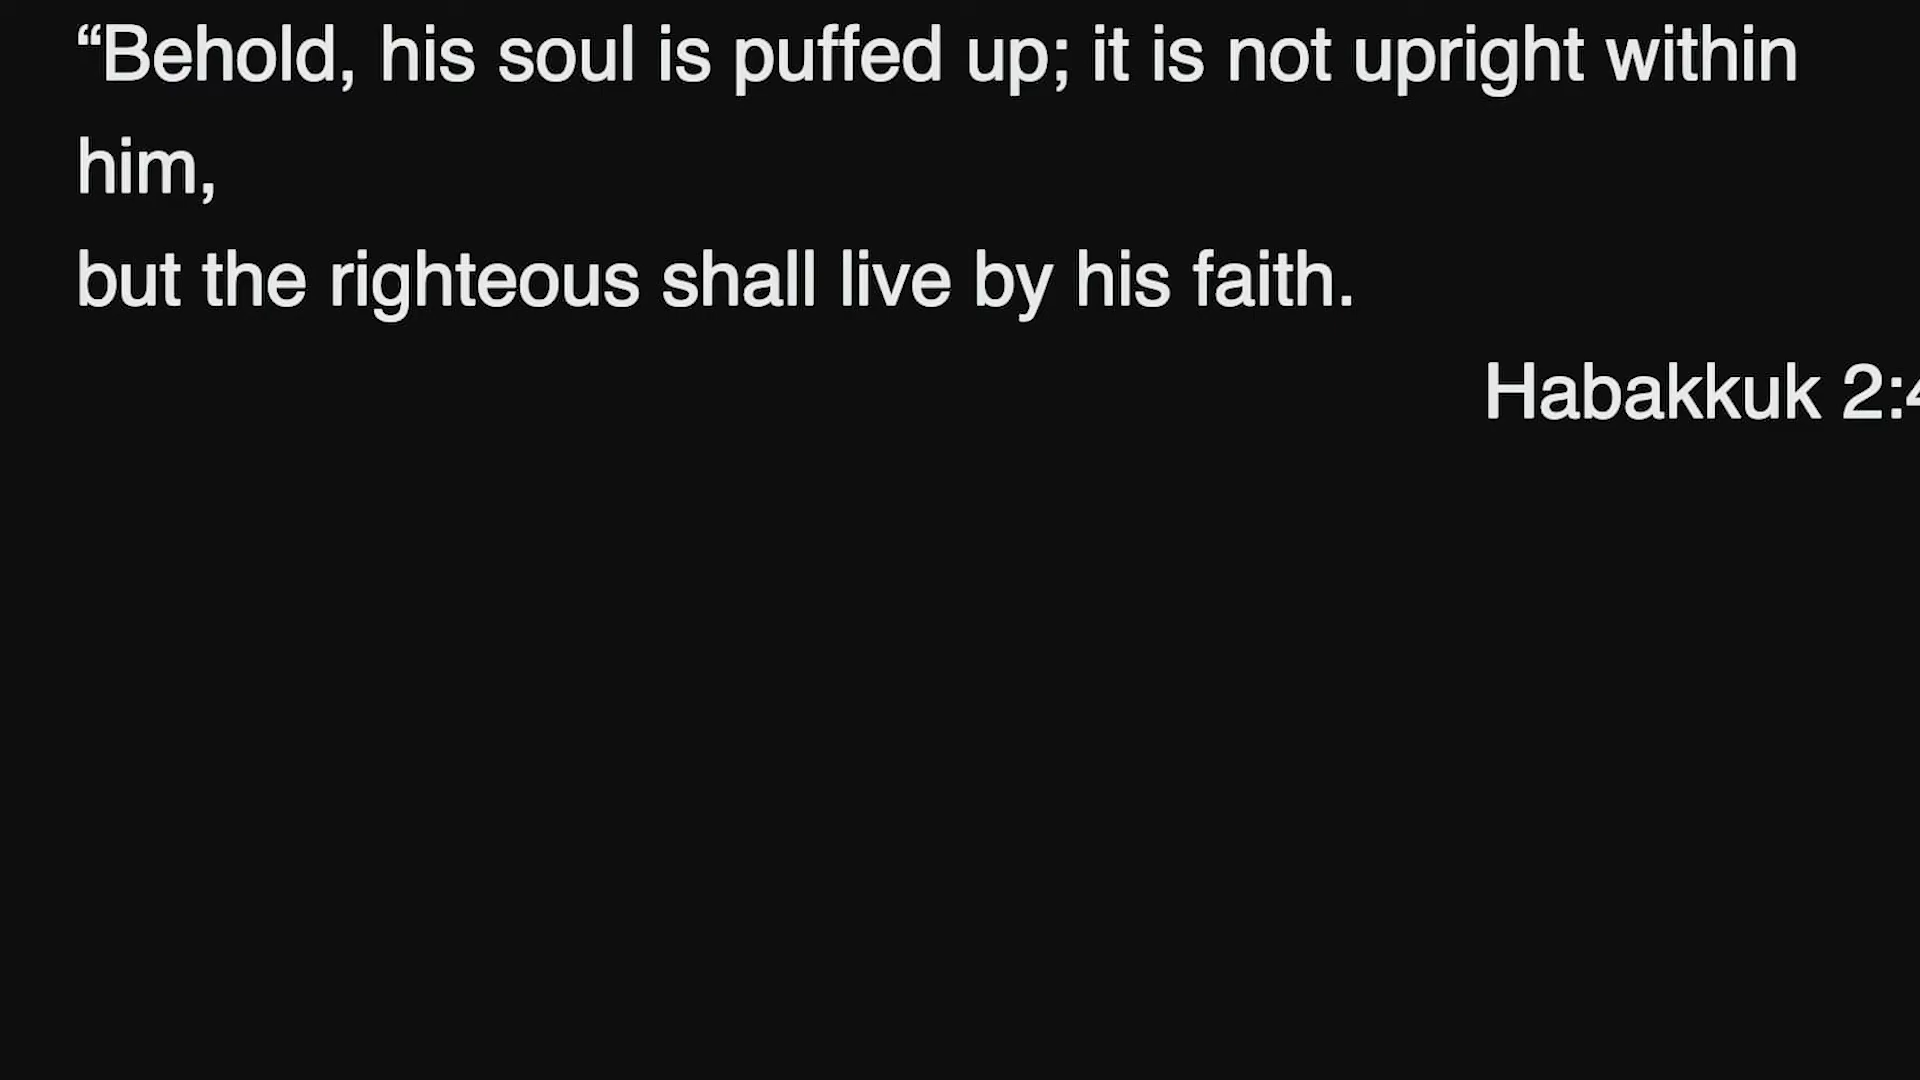 “Behold, his soul is puffed up; it is not upright within
him,
but the righteous shall live by his faith.
Habakkuk 2:4